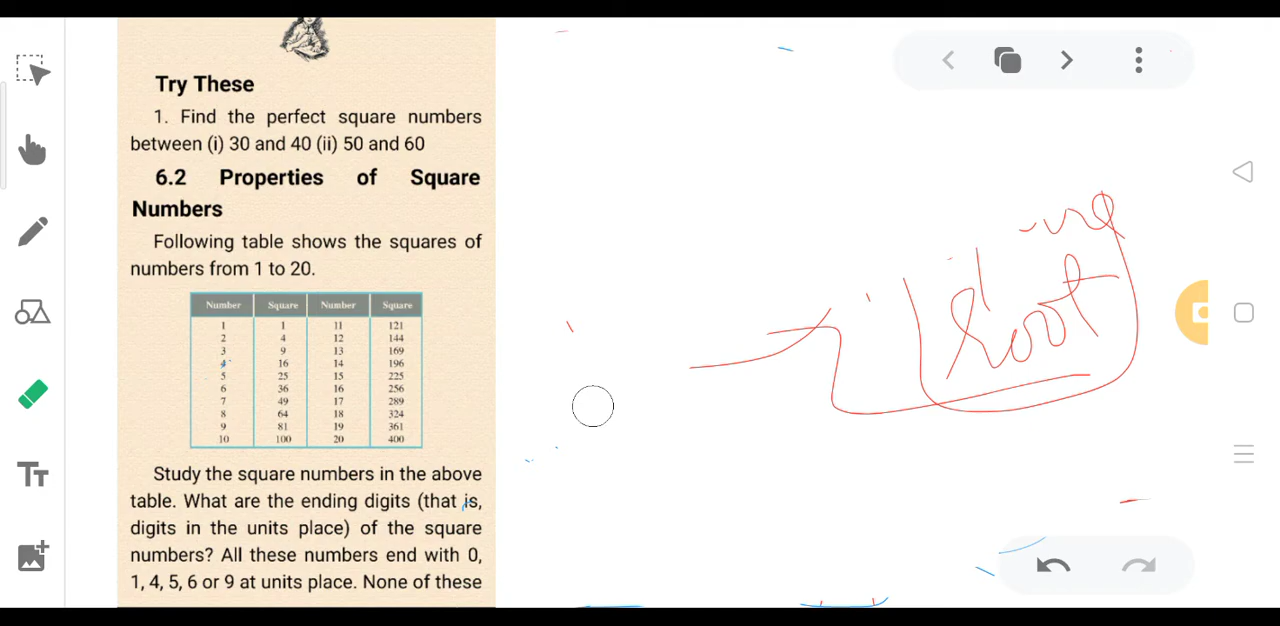 Try These
1. Find the perfect square numbers
between (i) 30 and 40 (ii) 50 and 60
6.2 Properties of Square
Numbers
Following table shows the squares of
numbers from 1 to 20.
Number Square Number Square
1 1 11 121
2 4 12 144
3 9 13 169
4 16 14 196
5 25 15 225
6 36 16 256
7 49 17 289
8 64 18 324
9 81 19 361
10 100 20 400
Study the square numbers in the above
table. What are the ending digits (that is,
digits in the units place) of the square
numbers? All these numbers end with 0,
1, 4, 5, 6 or 9 at units place. None of these
Root
TT